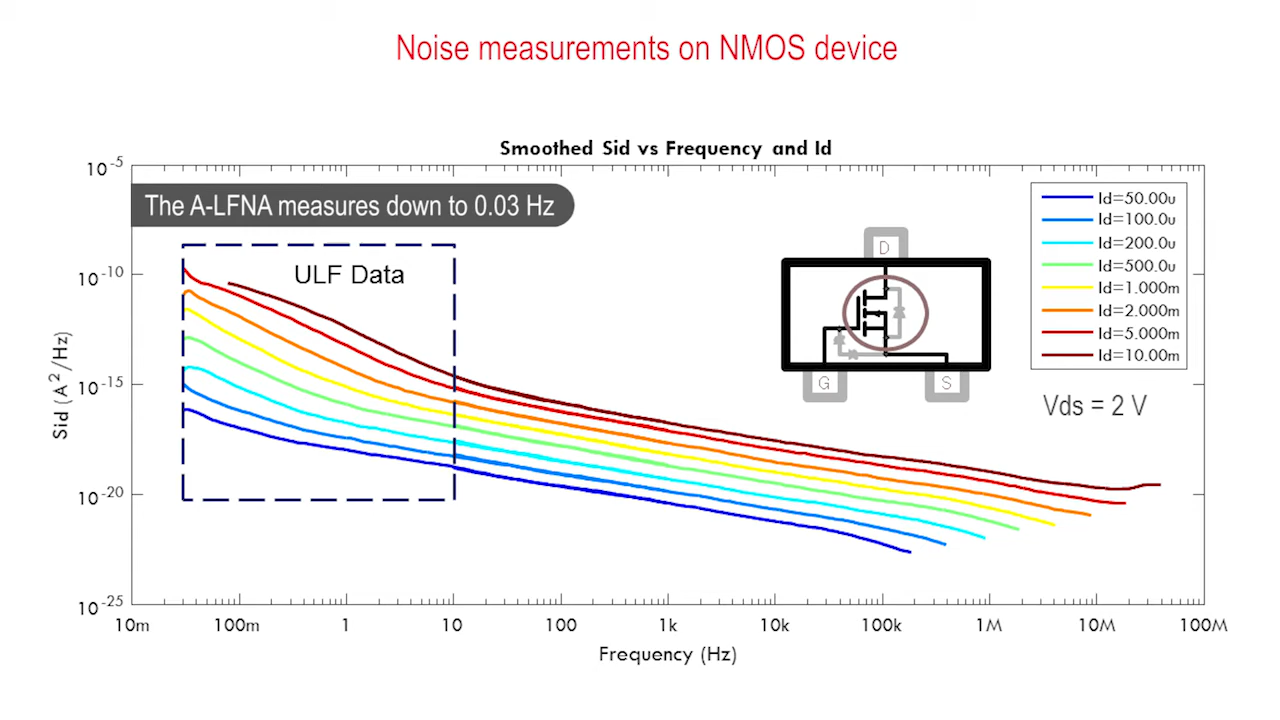 Noise measurements on NMOS device
Smoothed Sid vs Frequency and Id
The A-LFNA measures down to 0.03 Hz
ULF Data
10-5
10-10
10-15
10-20
10-25
Sid (A2/Hz)
D
G
S
Id=50.00u
Id=100.0u
Id=200.0u
Id=500.0u
Id=1.000m
Id=2.000m
Id=5.000m
Id=10.00m
Vds = 2 V
10m 100m 1 10 100 1k 10k 100k 1M 10M 100M
Frequency (Hz)